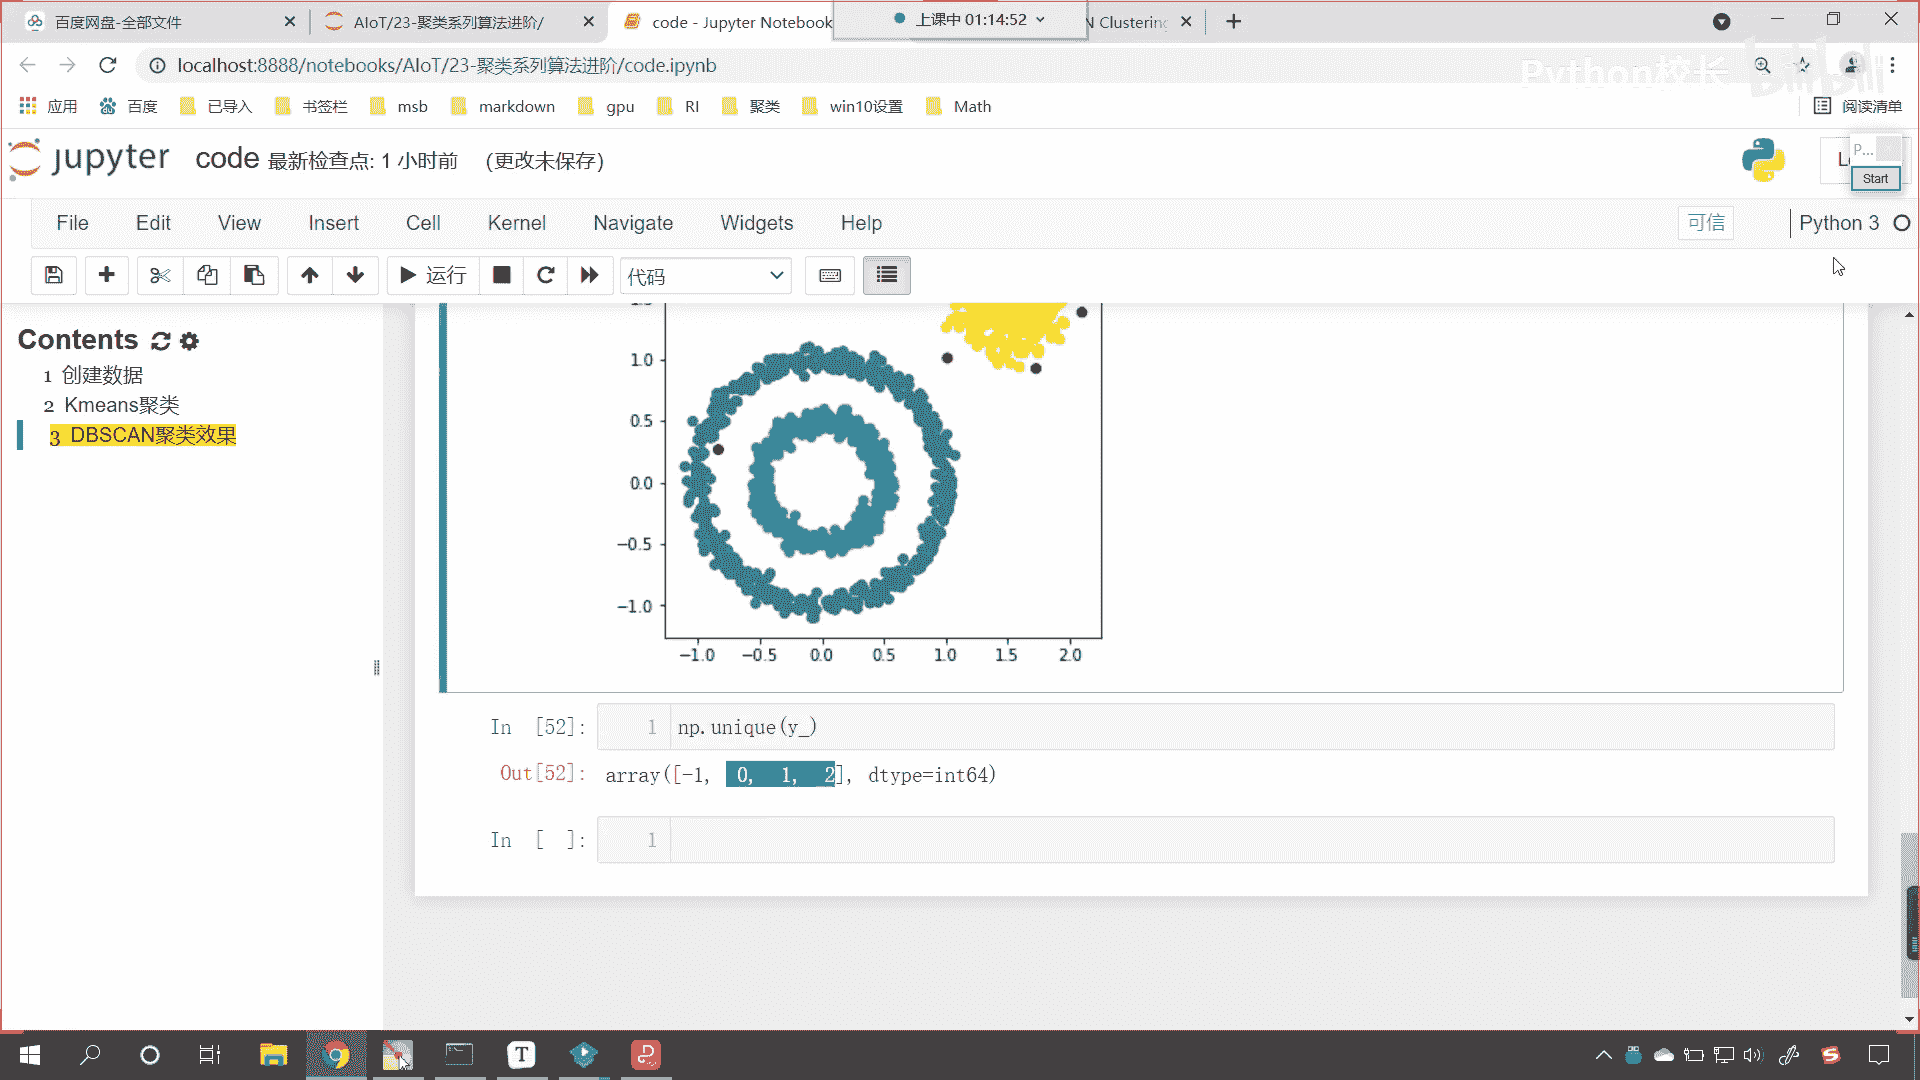 百度网盘-全部文件
AIoT/23-聚类系列算法进阶/
code - Jupyter Notebook
上课中 01:14:52
N Clustering
localhost:8888/notebooks/AIoT/23-聚类系列算法进阶/code.ipynb
Python校长
bilibili
应用
百度
已导入
书签栏
msb
markdown
gpu
RI
聚类
win10设置
Math
阅读清单
jupyter
code 最新检查点: 1 小时前 (更改未保存)
P...
Start
File
Edit
View
Insert
Cell
Kernel
Navigate
Widgets
Help
可信
Python 3
运行
代码
Contents
1 创建数据
2 Kmeans聚类
3 DBSCAN聚类效果
1.0
0.5
0.0
−0.5
−1.0
−1.0 −0.5 0.0 0.5 1.0 1.5 2.0
In [52]: 1 np.unique(y_)
Out[52]: array([-1, 0, 1, 2], dtype=int64)
In [ ]: 1